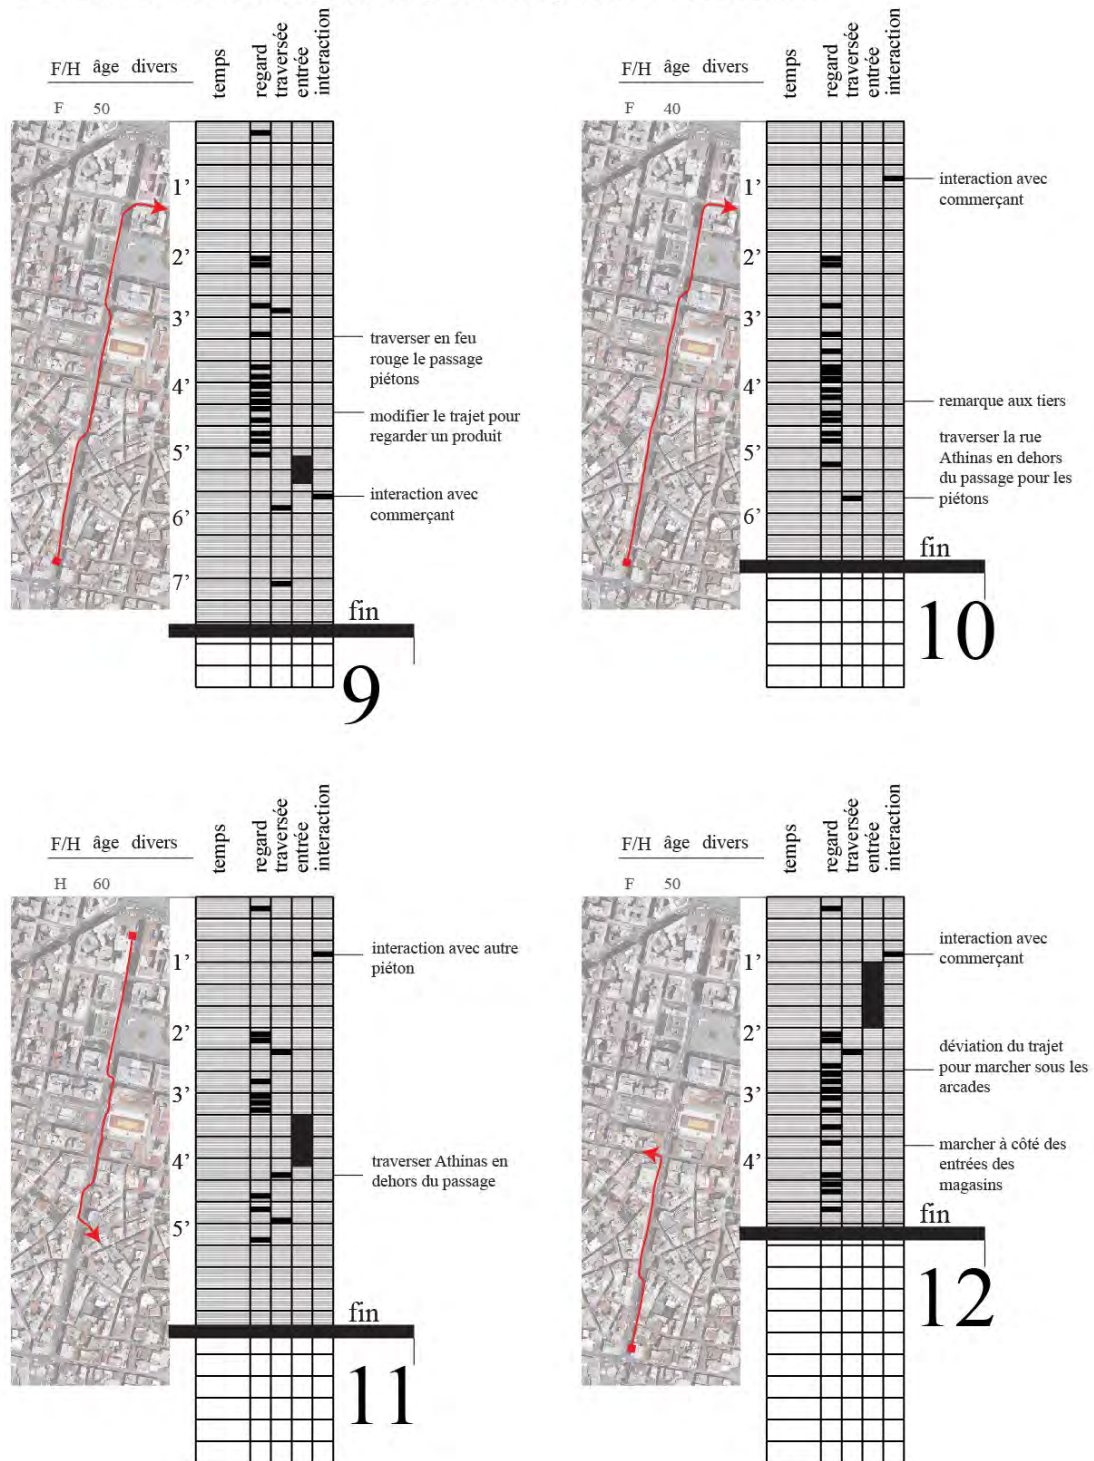 F/H âge divers
temps
regard
traversée
entrée
interaction
F 50
1’
2’
3’
4’
5’
6’
7’
traverser en feu
rouge le passage
piétons
modifier le trajet pour
regarder un produit
interaction avec
commerçant
fin
9
F/H âge divers
temps
regard
traversée
entrée
interaction
F 40
1’
2’
3’
4’
5’
6’
interaction avec
commerçant
remarque aux tiers
traverser la rue
Athinas en dehors
du passage pour les
piétons
fin
10
F/H âge divers
temps
regard
traversée
entrée
interaction
H 60
1’
2’
3’
4’
5’
interaction avec autre
piéton
traverser Athinas en
dehors du passage
fin
11
F/H âge divers
temps
regard
traversée
entrée
interaction
F 50
1’
2’
3’
4’
interaction avec
commerçant
déviation du trajet
pour marcher sous les
arcades
marcher à côté des
entrées des
magasins
fin
12